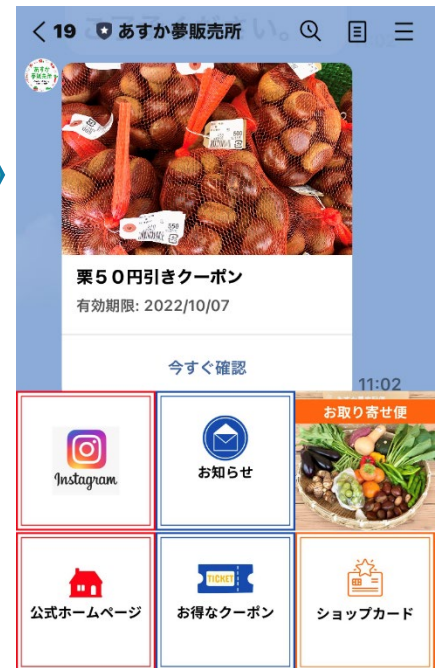 19 あすか夢販売所
550
550
栗５０円引きクーポン
有効期限: 2022/10/07
今すぐ確認
11:02
Instagram
お知らせ
お取り寄せ便
公式ホームページ
TICKET
お得なクーポン
ショップカード